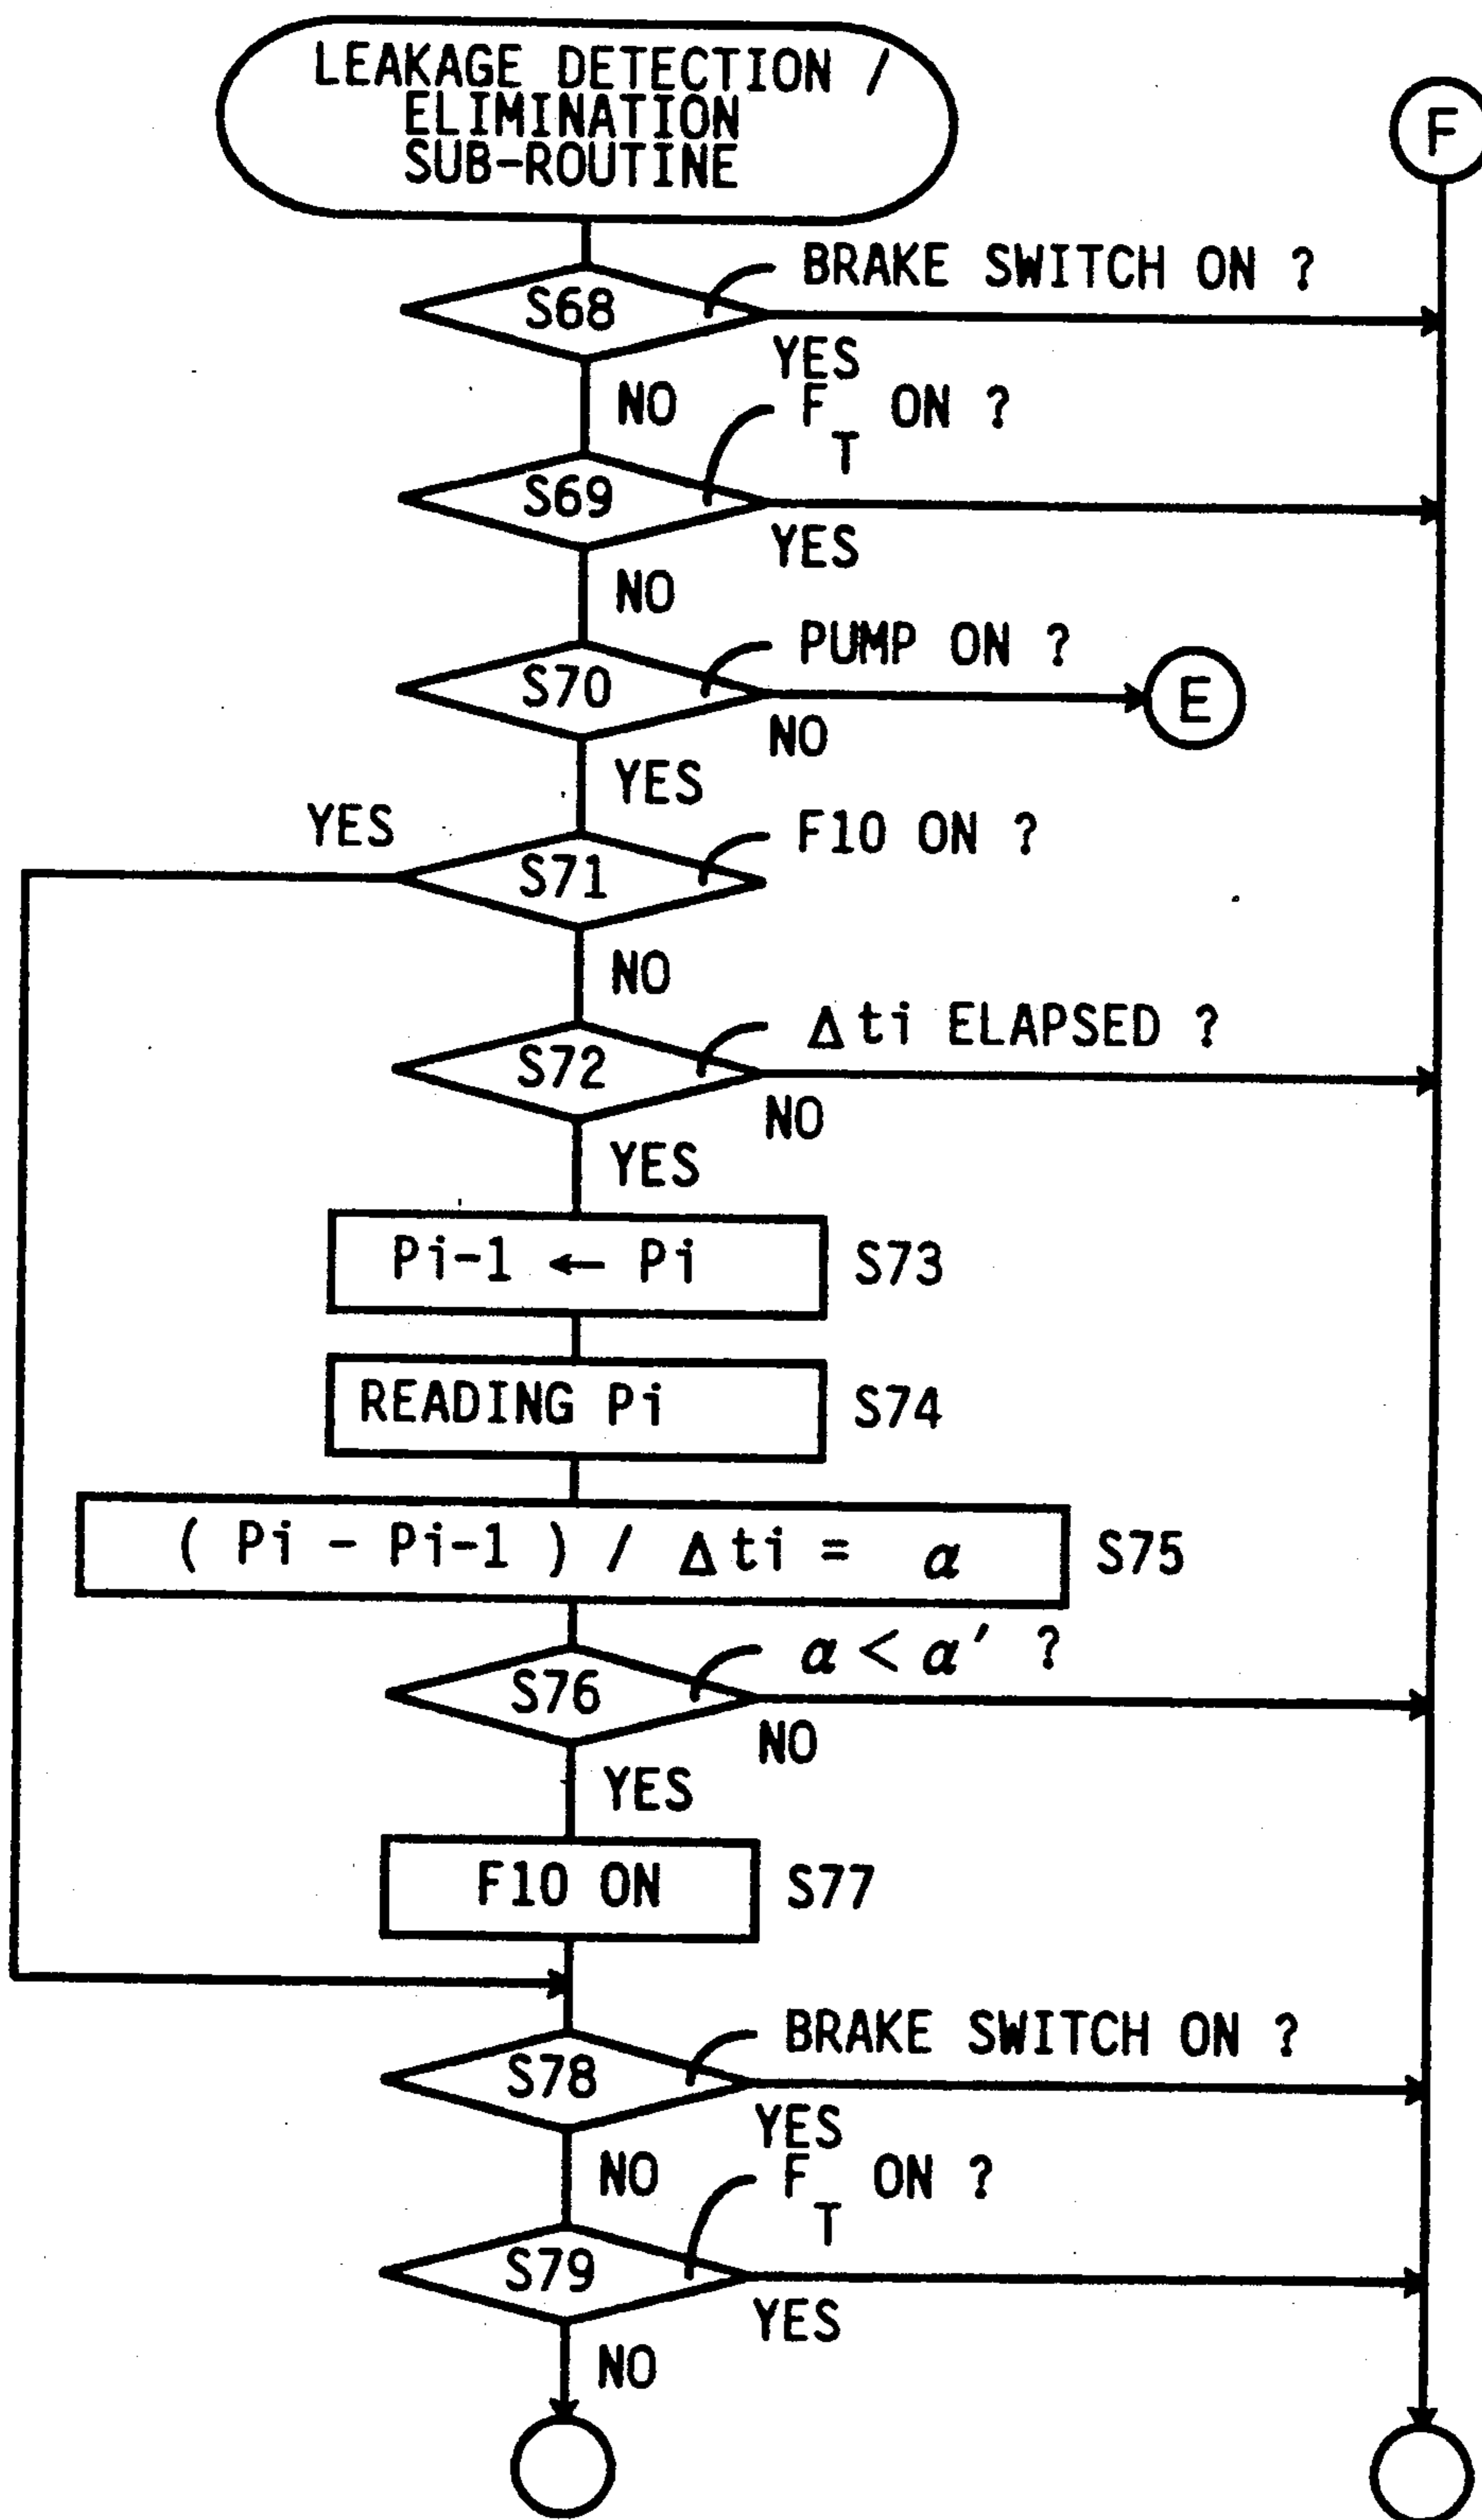 LEAKAGE DETECTION /
ELIMINATION
SUB-ROUTINE
F
BRAKE SWITCH ON ?
S68
YES
NO
F T ON ?
S69
YES
NO
PUMP ON ?
S70
E
NO
YES
YES
F10 ON ?
S71
NO
Δti ELAPSED ?
S72
NO
YES
Pi-1 ← Pi
S73
READING Pi
S74
( Pi - Pi-1 ) / Δti = α
S75
α < α' ?
S76
NO
YES
F10 ON
S77
BRAKE SWITCH ON ?
S78
YES
NO
F T ON ?
S79
YES
NO